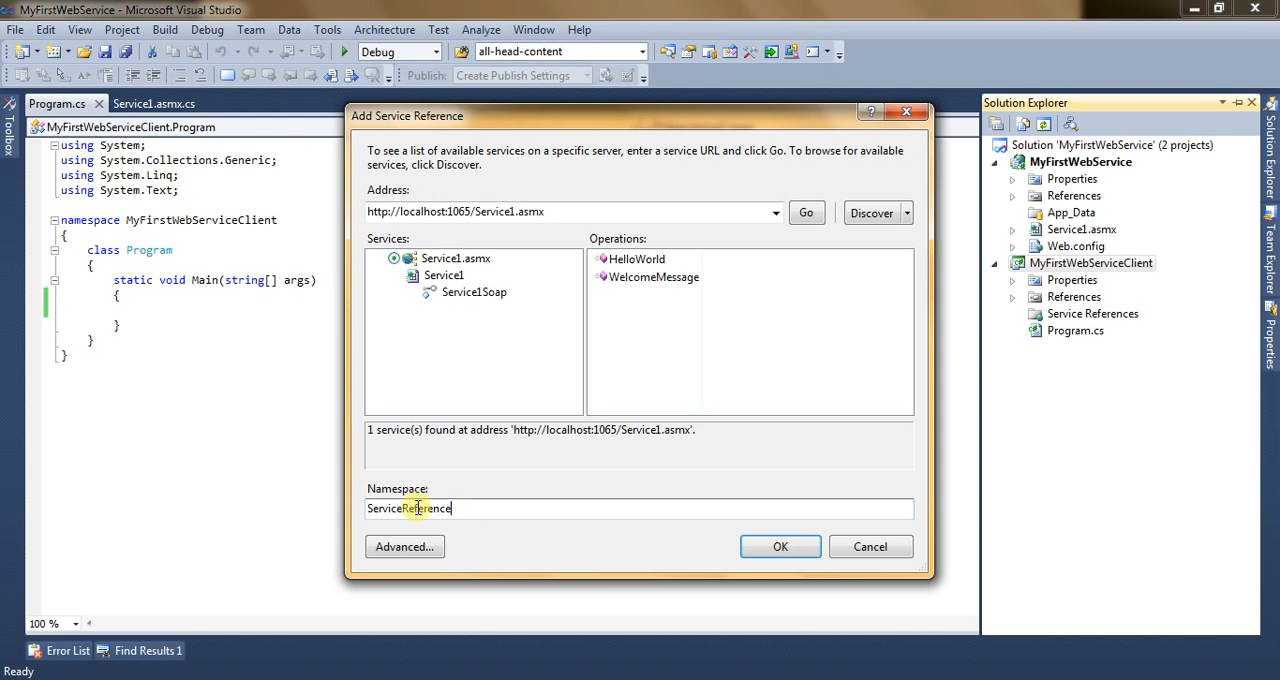 MyFirstWebService - Microsoft Visual Studio
File Edit View Project Build Debug Team Data Tools Architecture Test Analyze Window Help
Debug all-head-content
Publish: Create Publish Settings
Program.cs Service1.asmx.cs
MyFirstWebServiceClient.Program
Toolbox
using System;
using System.Collections.Generic;
using System.Linq;
using System.Text;
namespace MyFirstWebServiceClient
{
class Program
{
static void Main(string[] args)
{
}
}
}
100 %
Add Service Reference
To see a list of available services on a specific server, enter a service URL and click Go. To browse for available
services, click Discover.
Address:
http://localhost:1065/Service1.asmx Go Discover
Services: Operations:
Service1.asmx
Service1
Service1Soap
HelloWorld
WelcomeMessage
1 service(s) found at address 'http://localhost:1065/Service1.asmx'.
Namespace:
ServiceReference
Advanced... OK Cancel
Solution Explorer
Solution 'MyFirstWebService' (2 projects)
MyFirstWebService
Properties
References
App_Data
Service1.asmx
Web.config
MyFirstWebServiceClient
Properties
References
Service References
Program.cs
Solution Explorer
Team Explorer
Properties
Error List Find Results 1
Ready